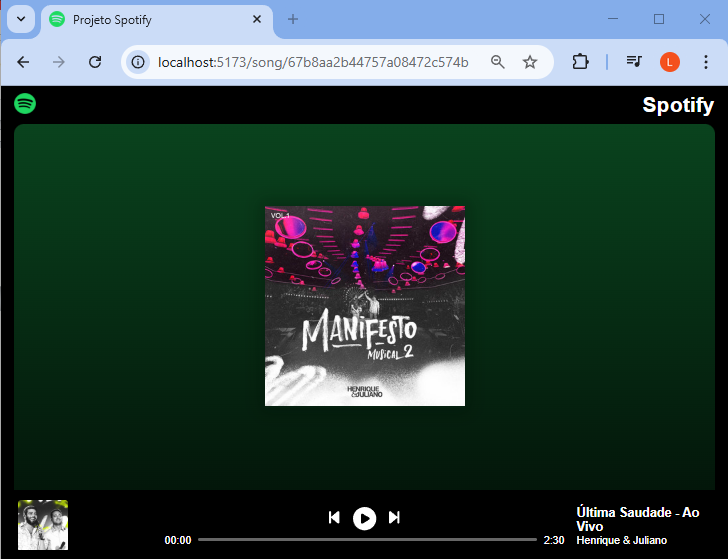 Projeto Spotify
localhost:5173/song/67b8aa2b44757a08472c574b
L
Spotify
VOL.1
MANIFESTO
MUSICAL 2
HENRIQUE
&JULIANO
Última Saudade - Ao
Vivo
Henrique & Juliano
00:00
2:30